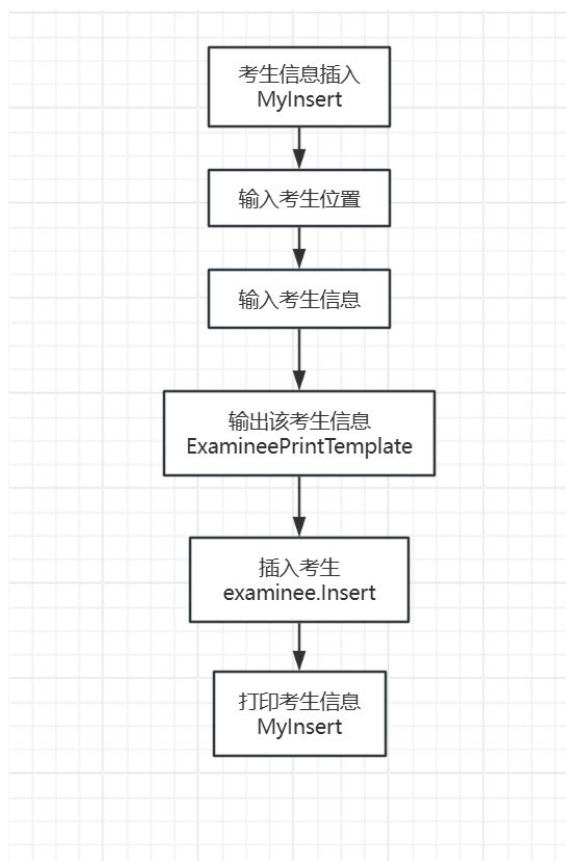 考生信息插入
MyInsert
输入考生位置
输入考生信息
输出该考生信息
ExamineePrintTemplate
插入考生
examinee.Insert
打印考生信息
MyInsert